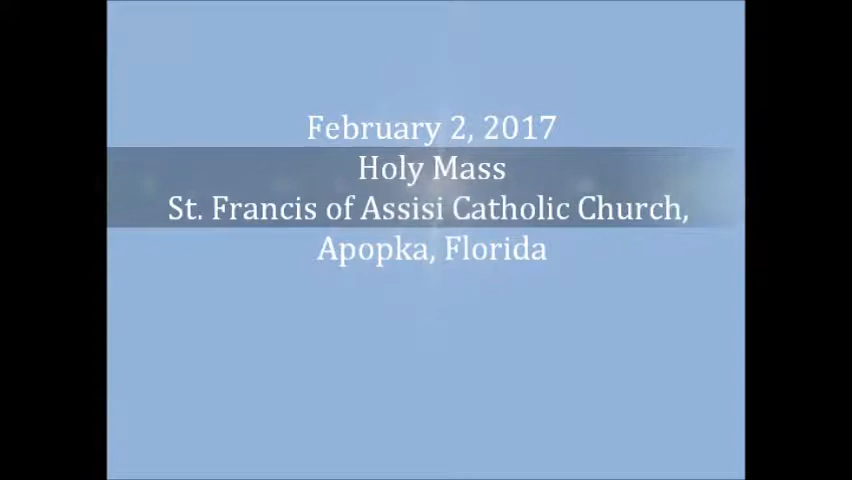 February 2, 2017
Holy Mass
St. Francis of Assisi Catholic Church,
Apopka, Florida